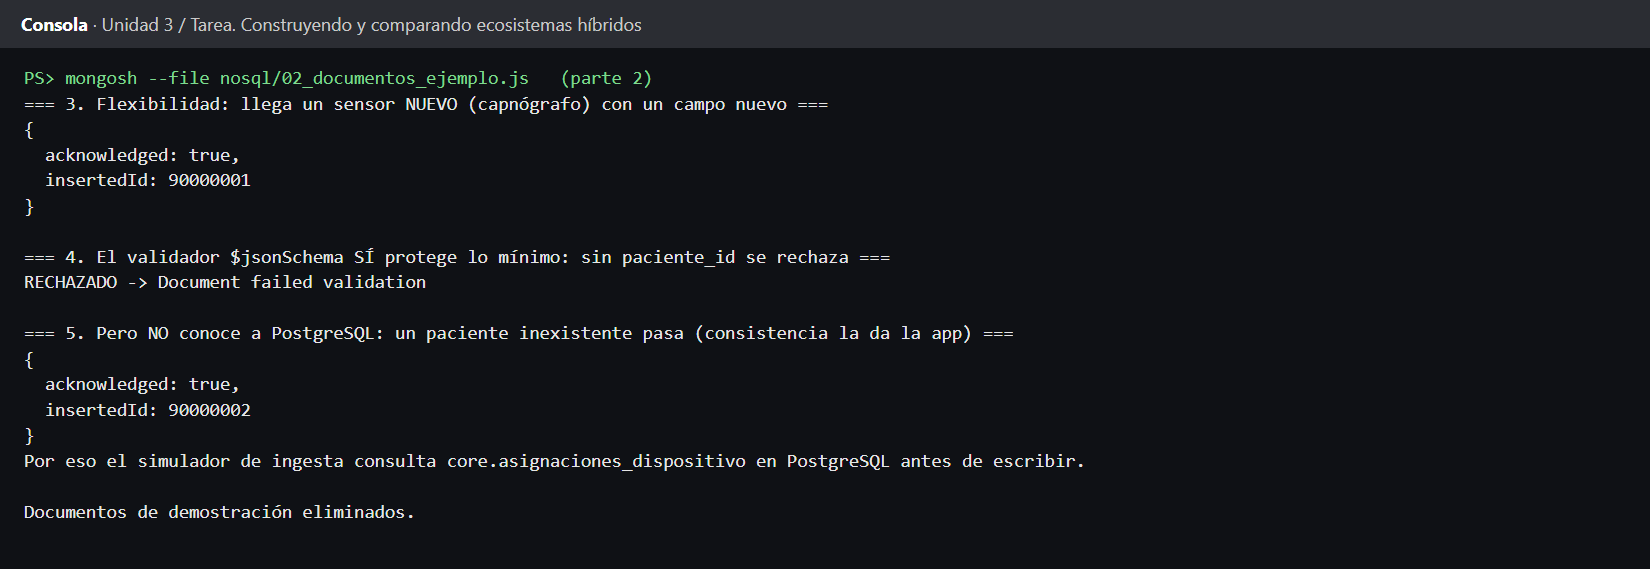 Consola · Unidad 3 / Tarea. Construyendo y comparando ecosistemas híbridos
PS> mongosh --file nosql/02_documentos_ejemplo.js   (parte 2)
=== 3. Flexibilidad: llega un sensor NUEVO (capnógrafo) con un campo nuevo ===
{
  acknowledged: true,
  insertedId: 90000001
}
=== 4. El validador $jsonSchema SÍ protege lo mínimo: sin paciente_id se rechaza ===
RECHAZADO -> Document failed validation
=== 5. Pero NO conoce a PostgreSQL: un paciente inexistente pasa (consistencia la da la app) ===
{
  acknowledged: true,
  insertedId: 90000002
}
Por eso el simulador de ingesta consulta core.asignaciones_dispositivo en PostgreSQL antes de escribir.
Documentos de demostración eliminados.